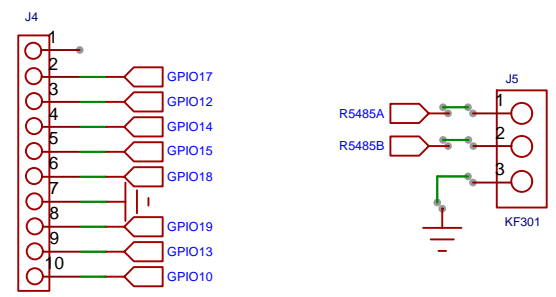 J4
1
2 GPIO17
3 GPIO12
4 GPIO14
5 GPIO15
6 GPIO18
7
8 GPIO19
9 GPIO13
10 GPIO10
J5
R5485A 1
R5485B 2
3
KF301